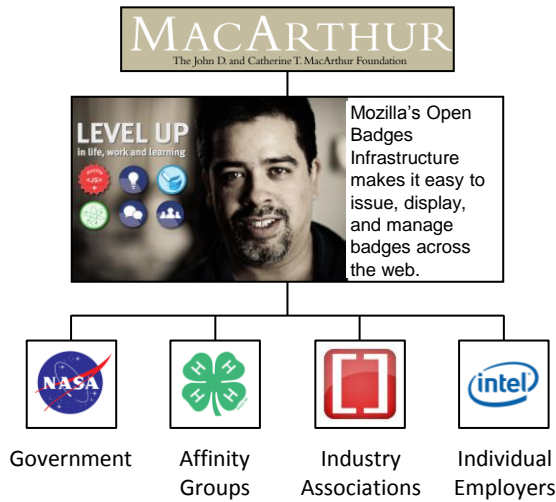 MACARTHUR
The John D. and Catherine T. MacArthur Foundation
LEVEL UP
in life, work and learning
mozilla
<JS>
+
Mozilla's Open
Badges
Infrastructure
makes it easy to
issue, display,
and manage
badges across
the web.
NASA
H H
H H
[ ]
intel
Government
Affinity
Groups
Industry
Associations
Individual
Employers